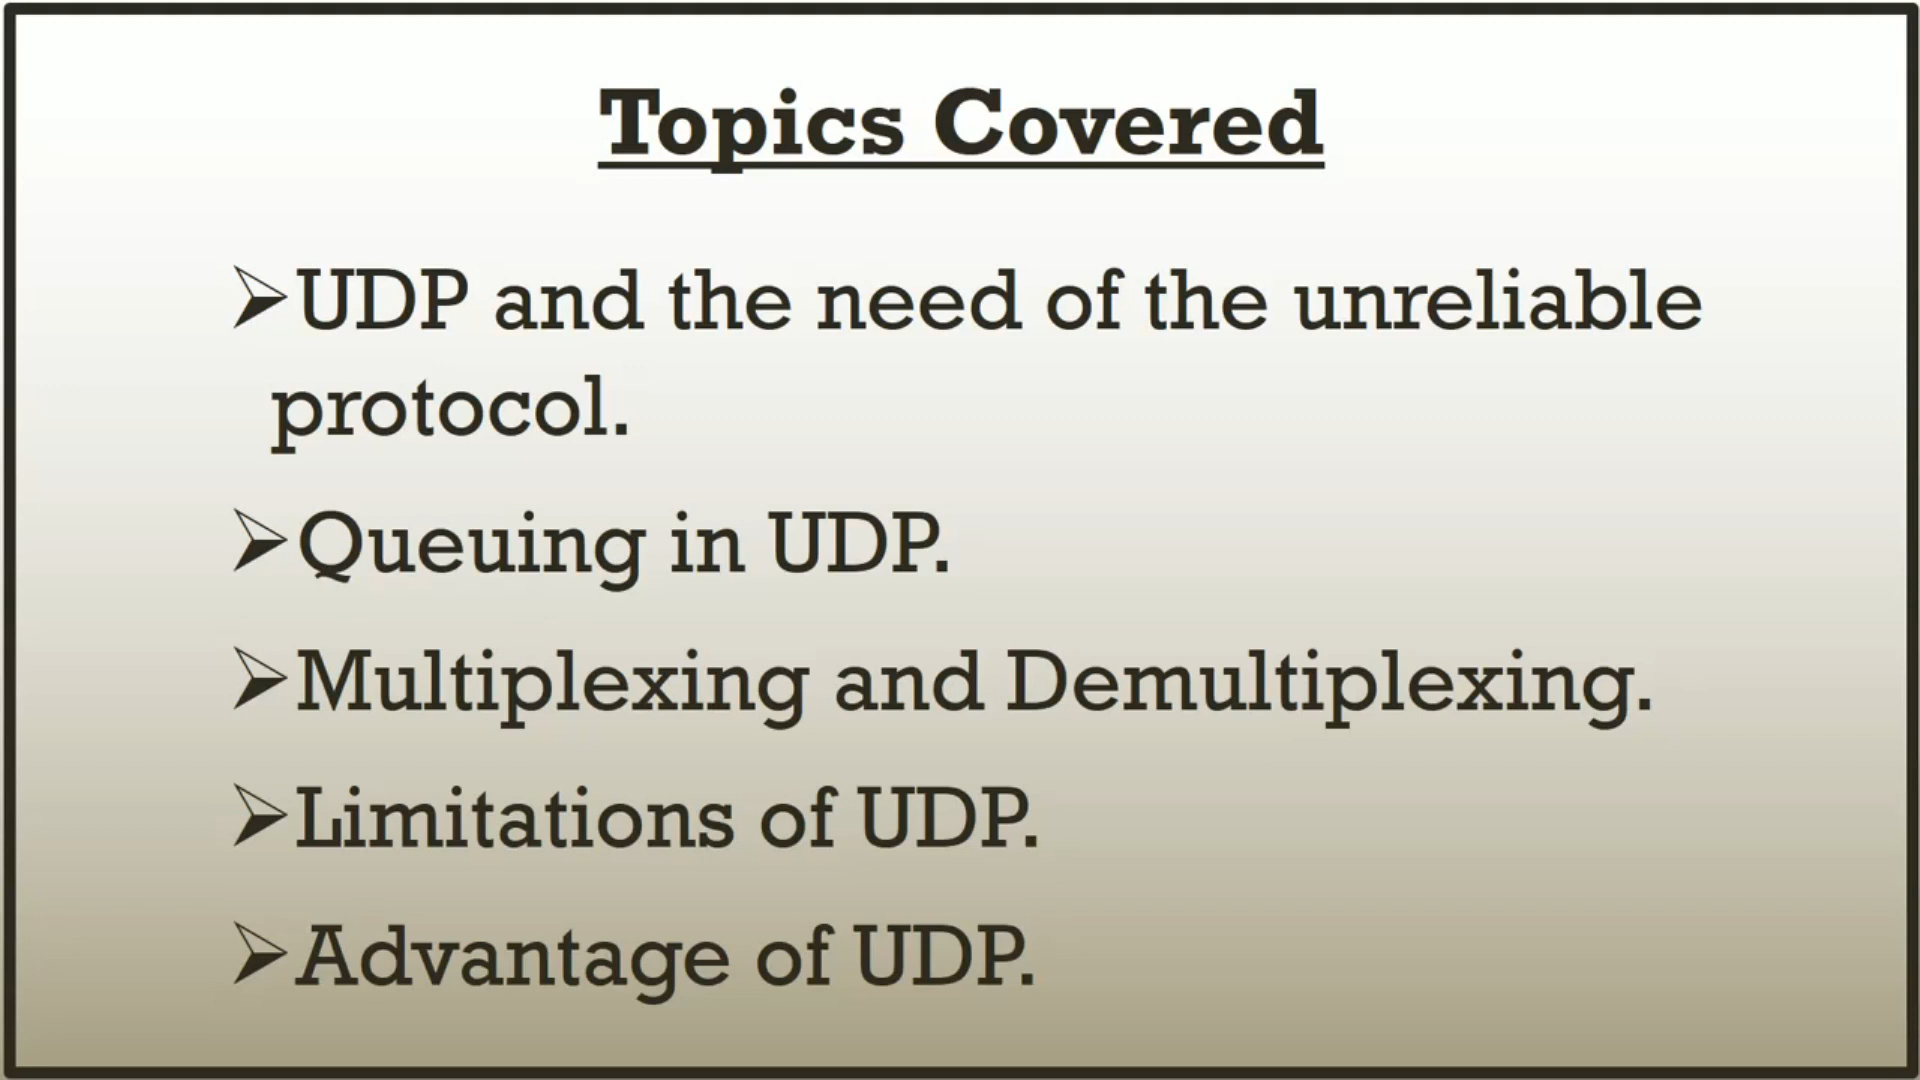 Topics Covered
➢UDP and the need of the unreliable
protocol.
➢Queuing in UDP.
➢Multiplexing and Demultiplexing.
➢Limitations of UDP.
➢Advantage of UDP.